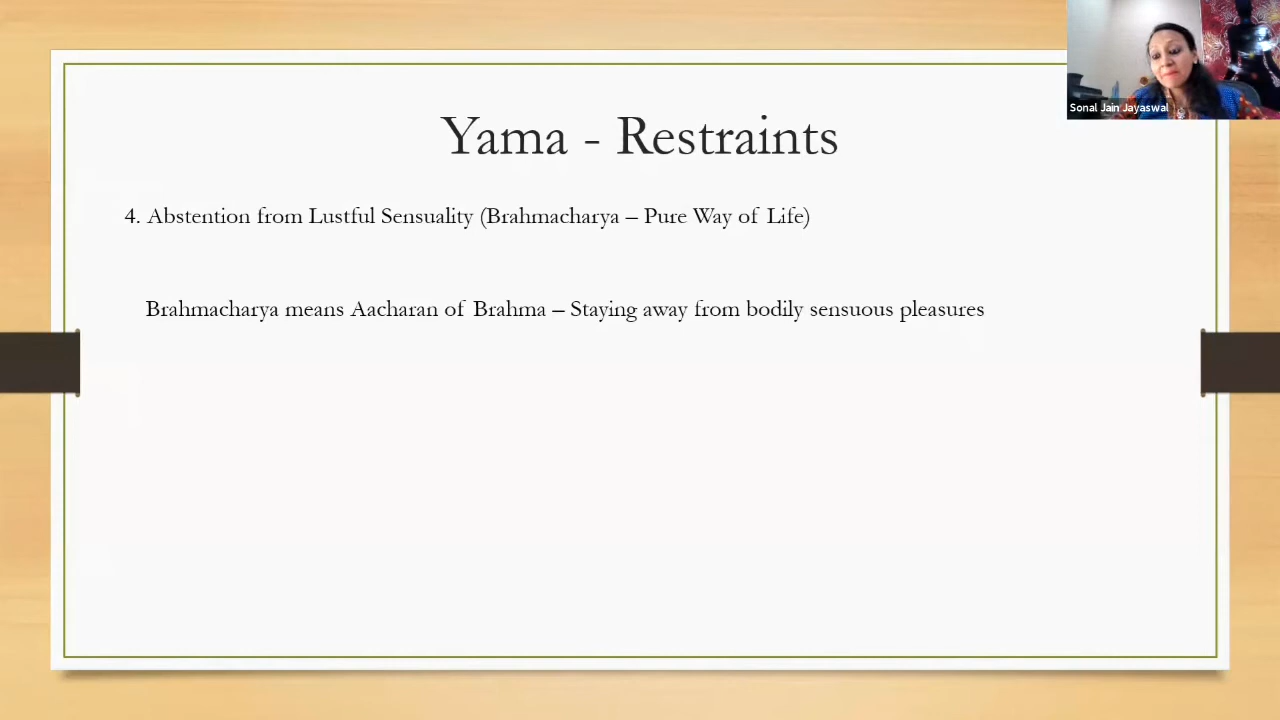 Sonal Jain Jayaswal
Yama - Restraints
4. Abstention from Lustful Sensuality (Brahmacharya – Pure Way of Life)
Brahmacharya means Aacharan of Brahma – Staying away from bodily sensuous pleasures